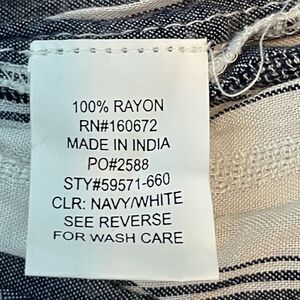 100% RAYON
RN#160672
MADE IN INDIA
PO#2588
STY#59571-660
CLR: NAVY/WHITE
SEE REVERSE
FOR WASH CARE